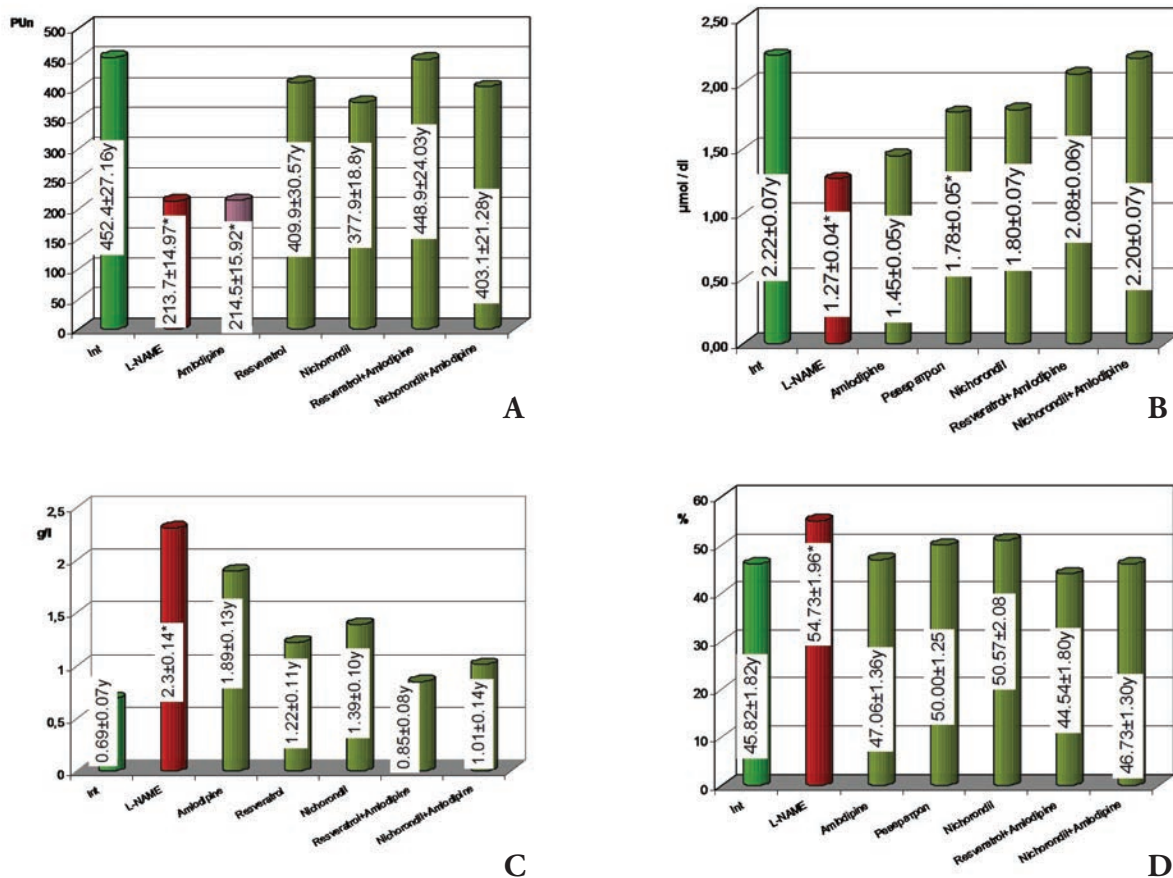 PUn
500
450
400
350
300
250
200
150
100
50
0
452.4±27.16y
213.7±14.97*
214.5±15.92*
409.9±30.57y
377.9±18.8y
448.9±24.03y
403.1±21.28y
Int
L-NAME
Amlodipine
Resveratrol
Nichorondil
Resveratrol+Amlodipine
Nichorondil+Amlodipine
A
2,50
2,00
1,50
1,00
0,50
0,00
µmol / dl
2.22±0.07y
1.27±0.04*
1.45±0.05y
1.78±0.05*
1.80±0.07y
2.08±0.06y
2.20±0.07y
Int
L-NAME
Amlodipine
Резератрол
Nichorondil
Resveratrol+Amlodipine
Nichorondil+Amlodipine
B
g/l
2,5
2
1,5
1
0,5
0
0.69±0.07y
2.3±0.14*
1.89±0.13y
1.22±0.11y
1.39±0.10y
0.85±0.08y
1.01±0.14y
Int
L-NAME
Amlodipine
Resveratrol
Nichorondil
Resveratrol+Amlodipine
Nichorondil+Amlodipine
C
%
60
50
40
30
20
10
0
45.82±1.82y
54.73±1.96*
47.06±1.36y
50.00±1.25
50.57±2.08
44.54±1.80y
46.73±1.30y
Int
L-NAME
Amlodipine
Резератрол
Nichorondil
Resveratrol+Amlodipine
Nichorondil+Amlodipine
D